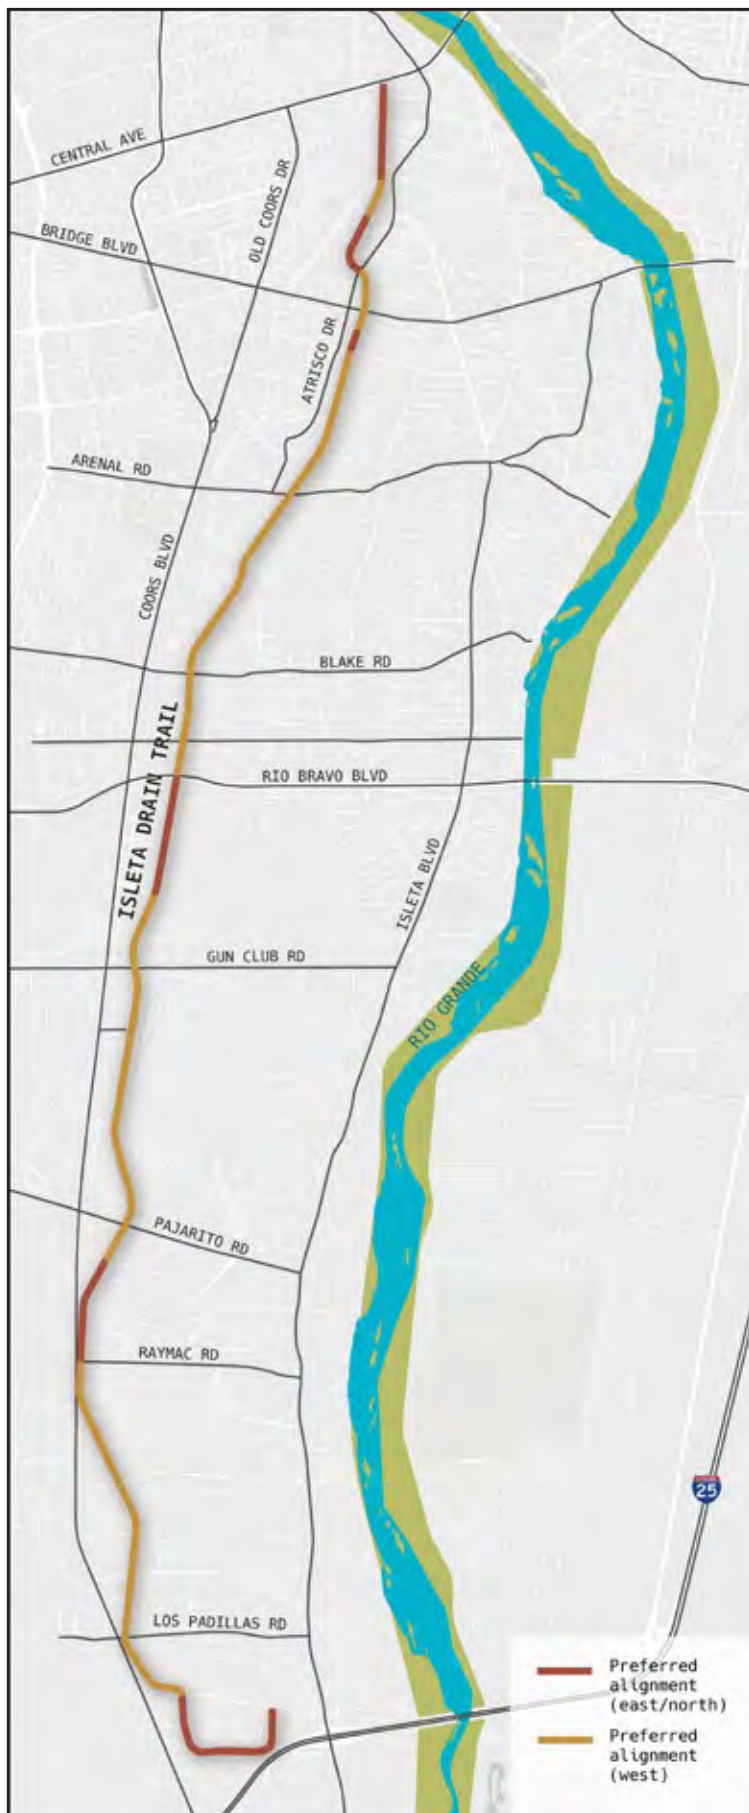 CENTRAL AVE
OLD COORS DR
BRIDGE BLVD
ATRISCO DR
ARENAL RD
COORS BLVD
BLAKE RD
ISLETA DRAIN TRAIL
RIO BRAVO BLVD
ISLETA BLVD
GUN CLUB RD
RIO GRANDE
PAJARITO RD
RAYMAC RD
25
LOS PADILLAS RD
Preferred
alignment
(east/north)
Preferred
alignment
(west)